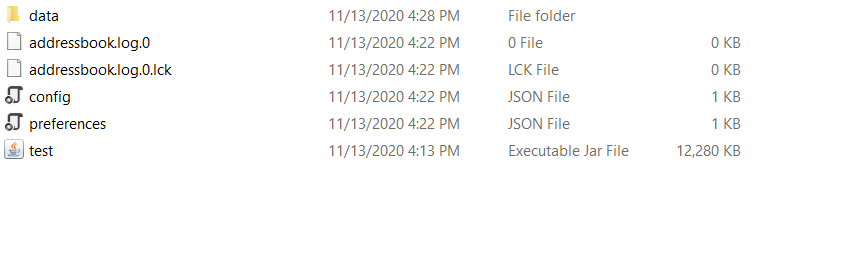 data 11/13/2020 4:28 PM File folder
addressbook.log.0 11/13/2020 4:22 PM 0 File 0 KB
addressbook.log.0.lck 11/13/2020 4:22 PM LCK File 0 KB
config 11/13/2020 4:22 PM JSON File 1 KB
preferences 11/13/2020 4:22 PM JSON File 1 KB
test 11/13/2020 4:13 PM Executable Jar File 12,280 KB